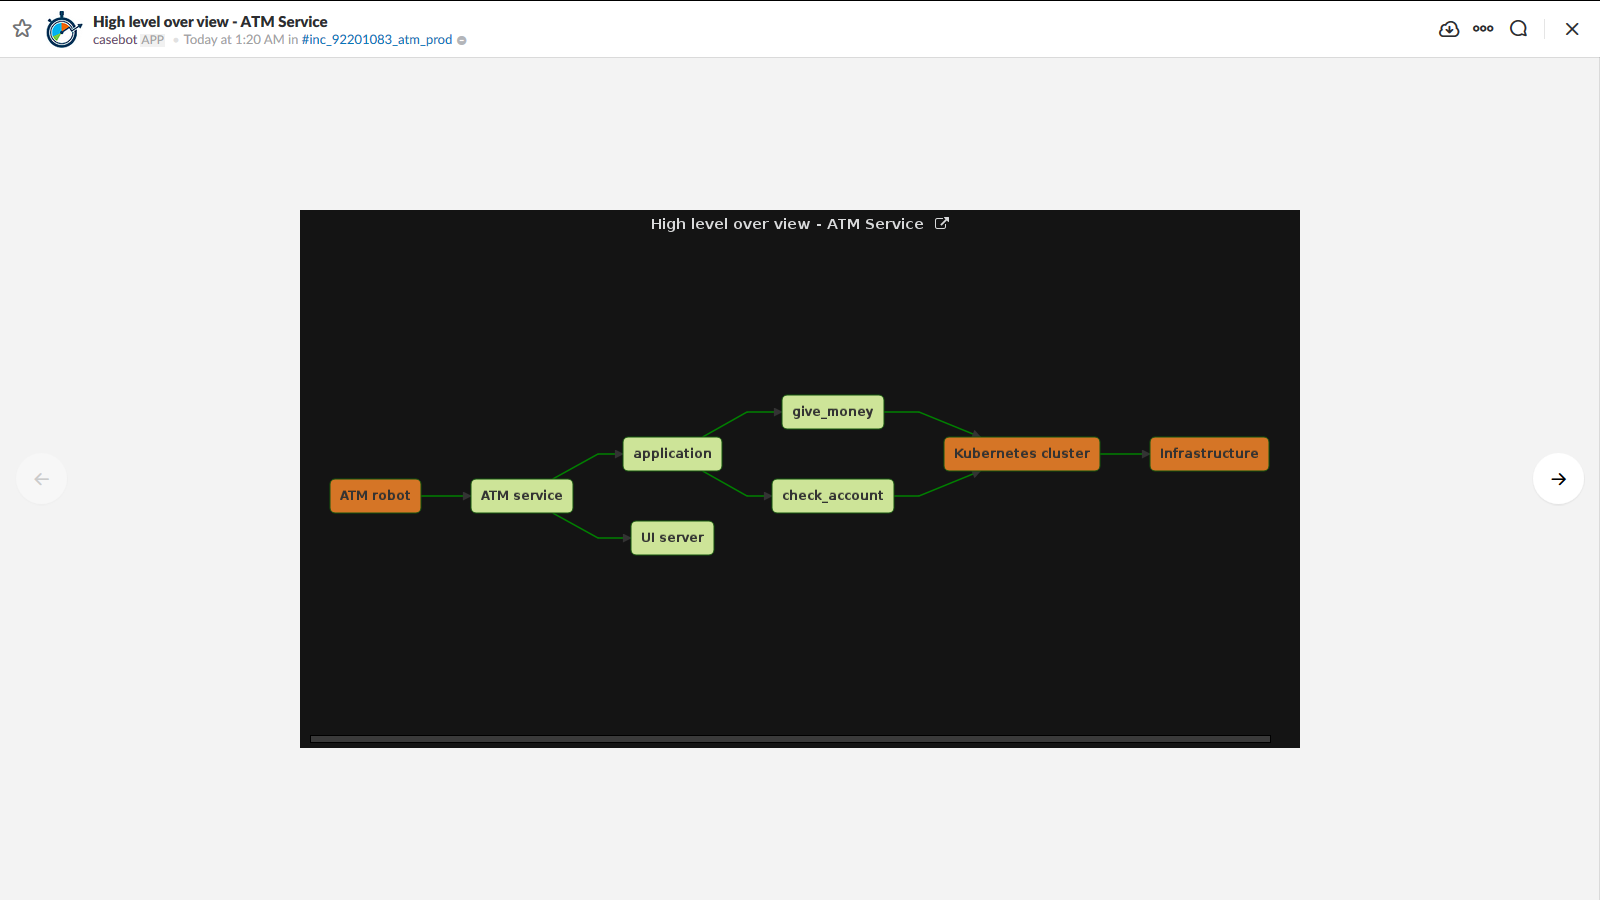 High level over view - ATM Service
casebot APP • Today at 1:20 AM in #inc_92201083_atm_prod
High level over view - ATM Service
give_money
application
Kubernetes cluster
Infrastructure
ATM robot
ATM service
check_account
UI server